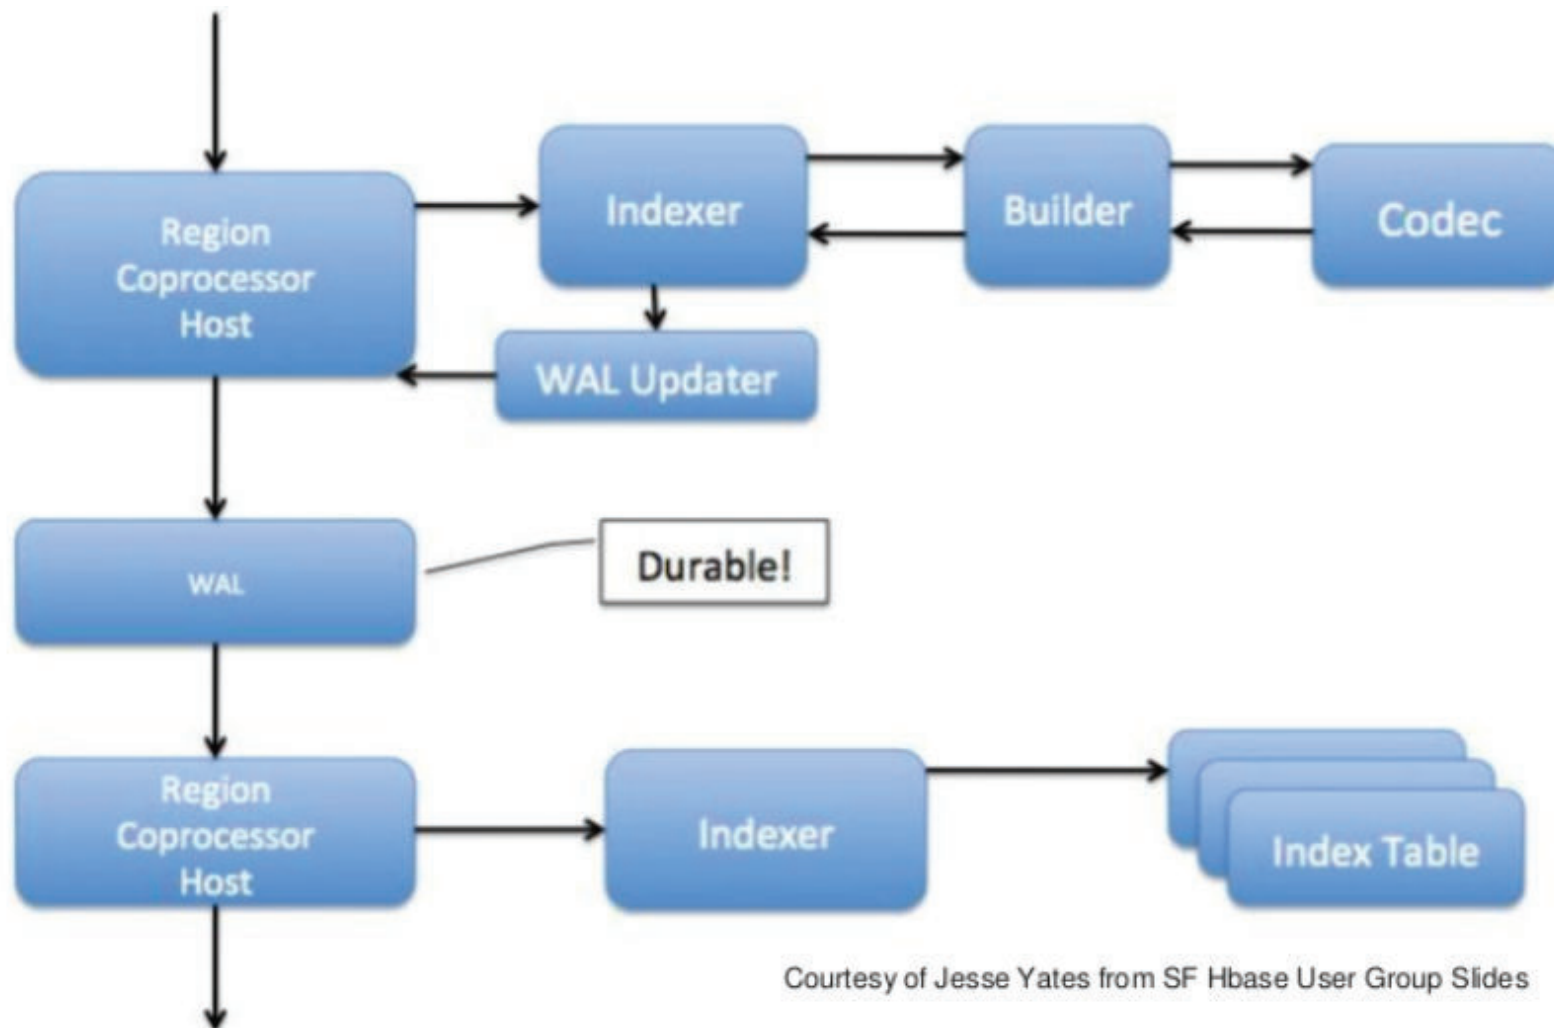 Region
Coprocessor
Host
Indexer
Builder
Codec
WAL Updater
WAL
Durable!
Region
Coprocessor
Host
Indexer
Index Table
Courtesy of Jesse Yates from SF Hbase User Group Slides